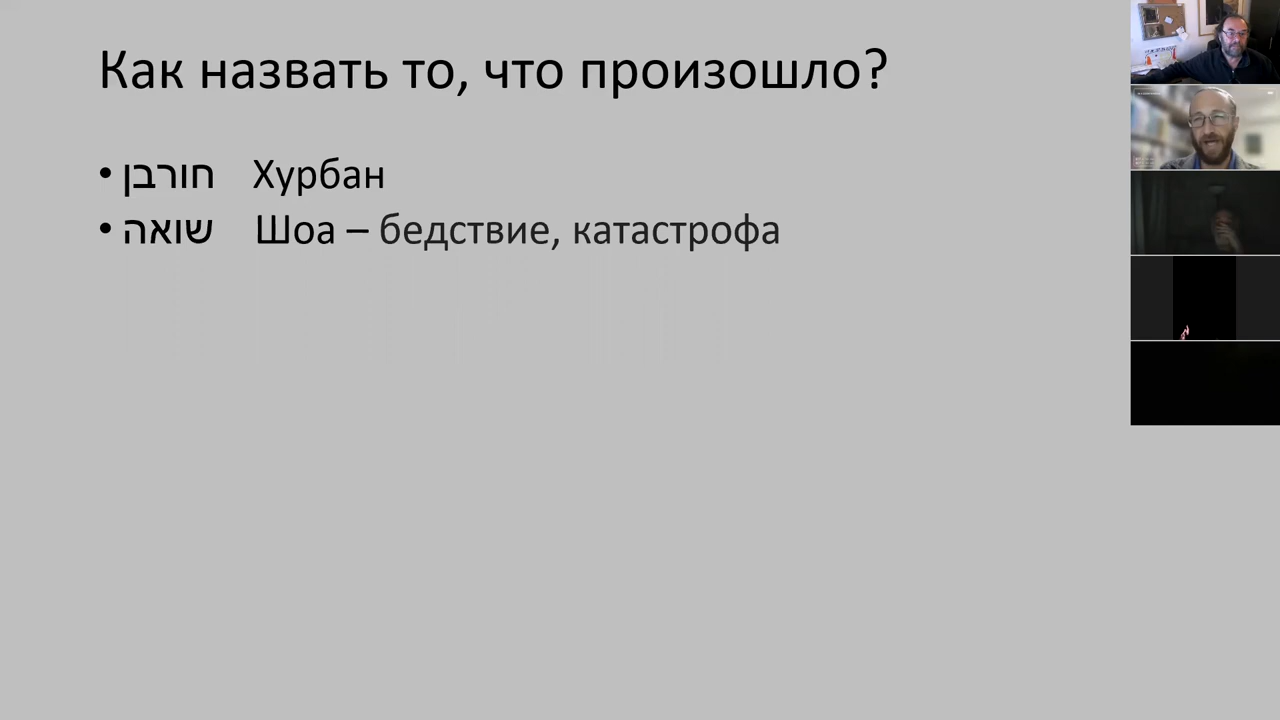 Как назвать то, что произошло?
• חורבן Хурбан
• שואה Шоа – бедствие, катастрофа